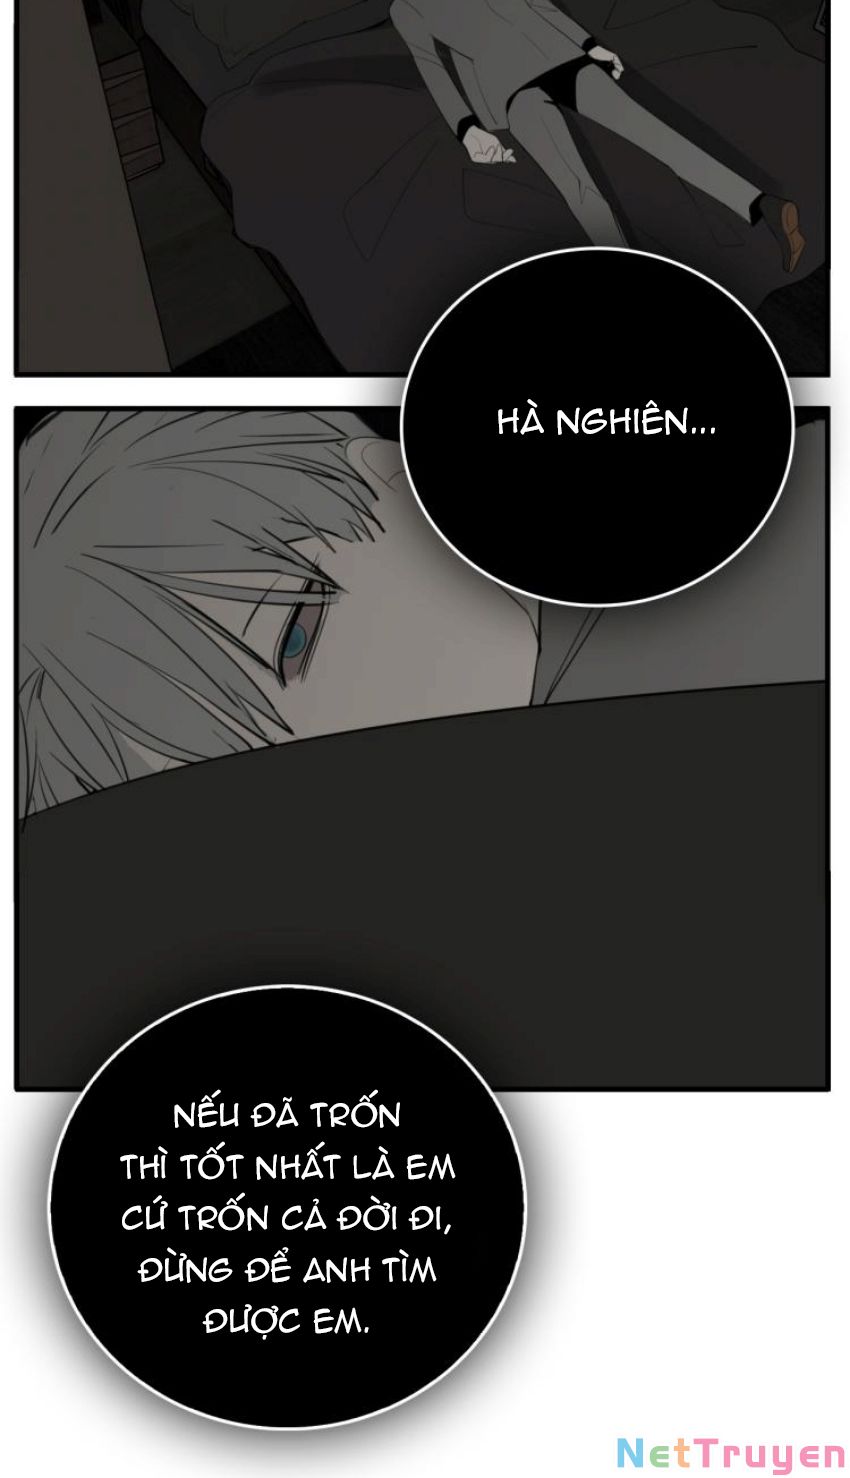 HÀ NGHIÊN...
NẾU ĐÃ TRỐN
THÌ TỐT NHẤT LÀ EM
CỨ TRỐN CẢ ĐỜI ĐI,
ĐỪNG ĐỂ ANH TÌM
ĐƯỢC EM.
NETTRUYEN